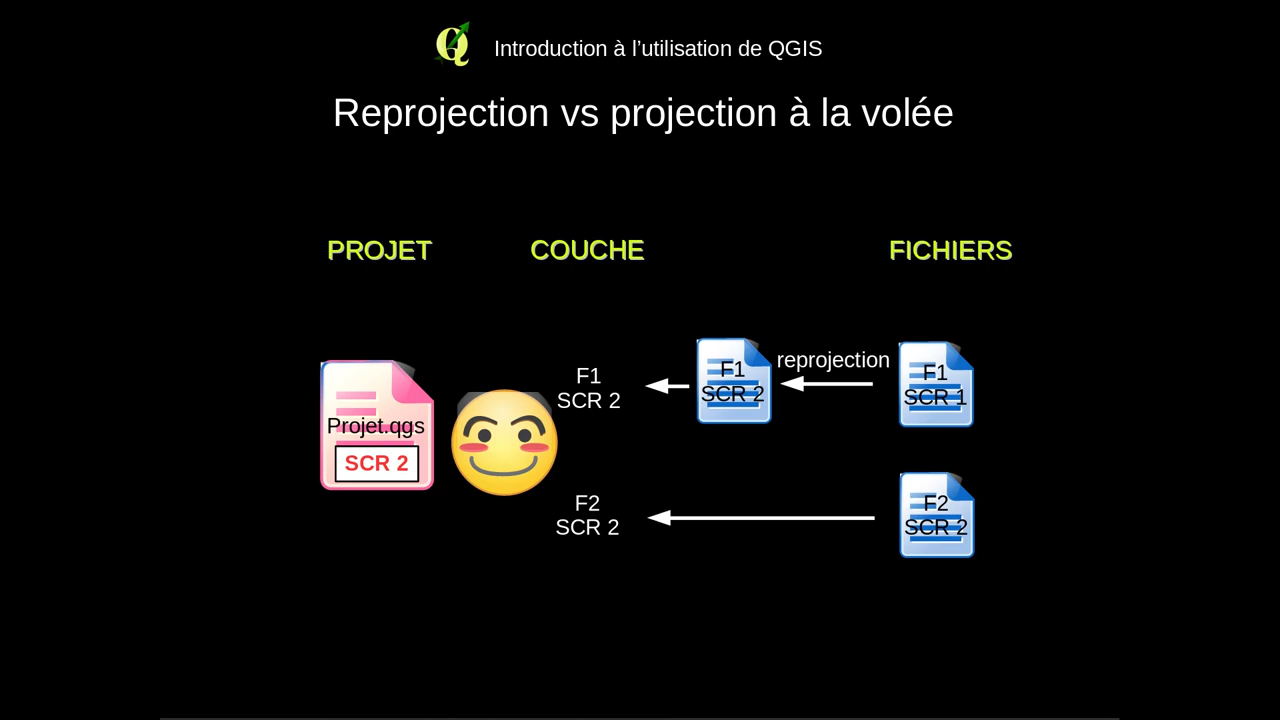 Introduction à l’utilisation de QGIS
Reprojection vs projection à la volée
PROJET
COUCHE
FICHIERS
Projet.qgs
SCR 2
F1
SCR 2
F1
SCR 2
reprojection
F1
SCR 1
F2
SCR 2
F2
SCR 2